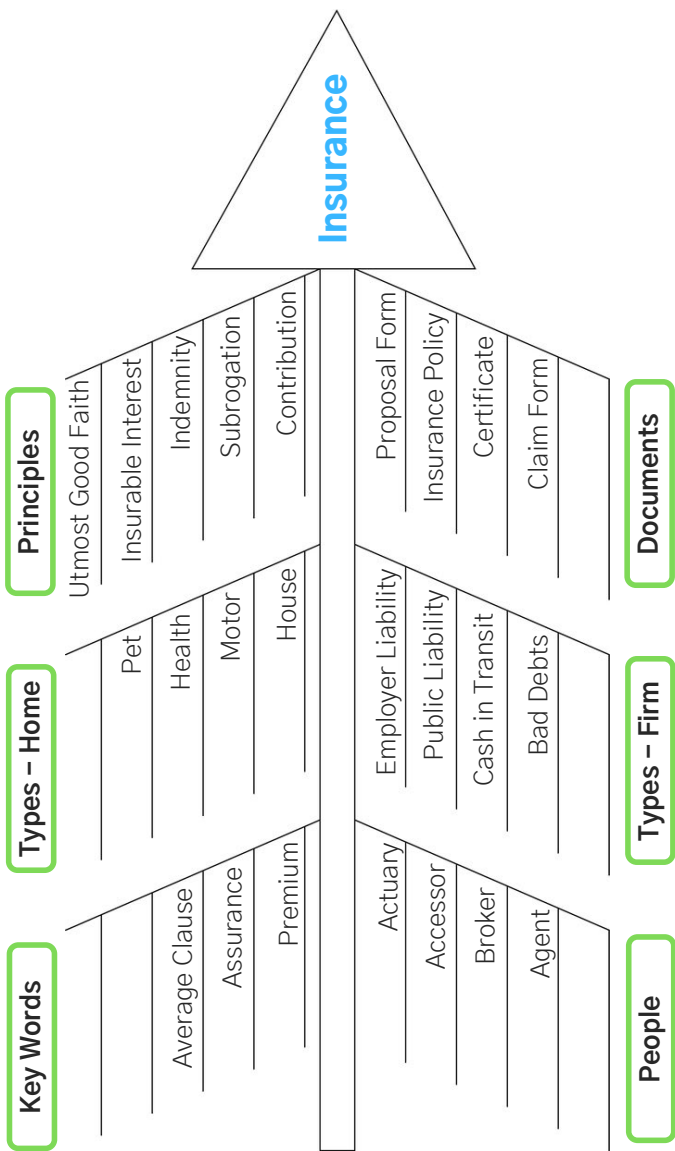 Insurance
Principles
Utmost Good Faith
Insurable Interest
Indemnity
Subrogation
Contribution
Types – Home
Pet
Health
Motor
House
Key Words
Average Clause
Assurance
Premium
Proposal Form
Insurance Policy
Certificate
Claim Form
Documents
Employer Liability
Public Liability
Cash in Transit
Bad Debts
Types – Firm
Actuary
Accessor
Broker
Agent
People